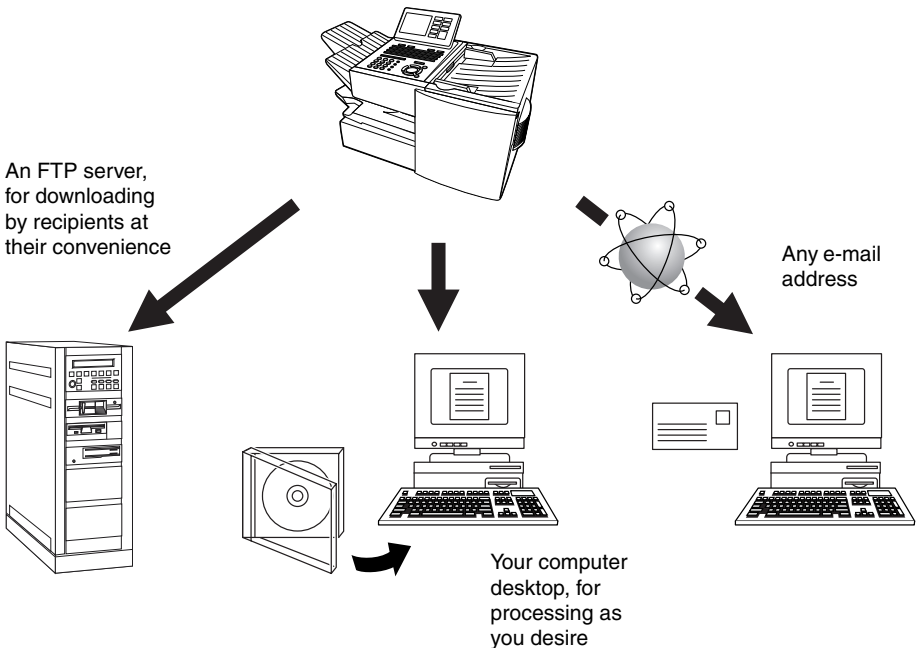 An FTP server,
for downloading
by recipients at
their convenience
Any e-mail
address
Your computer
desktop, for
processing as
you desire